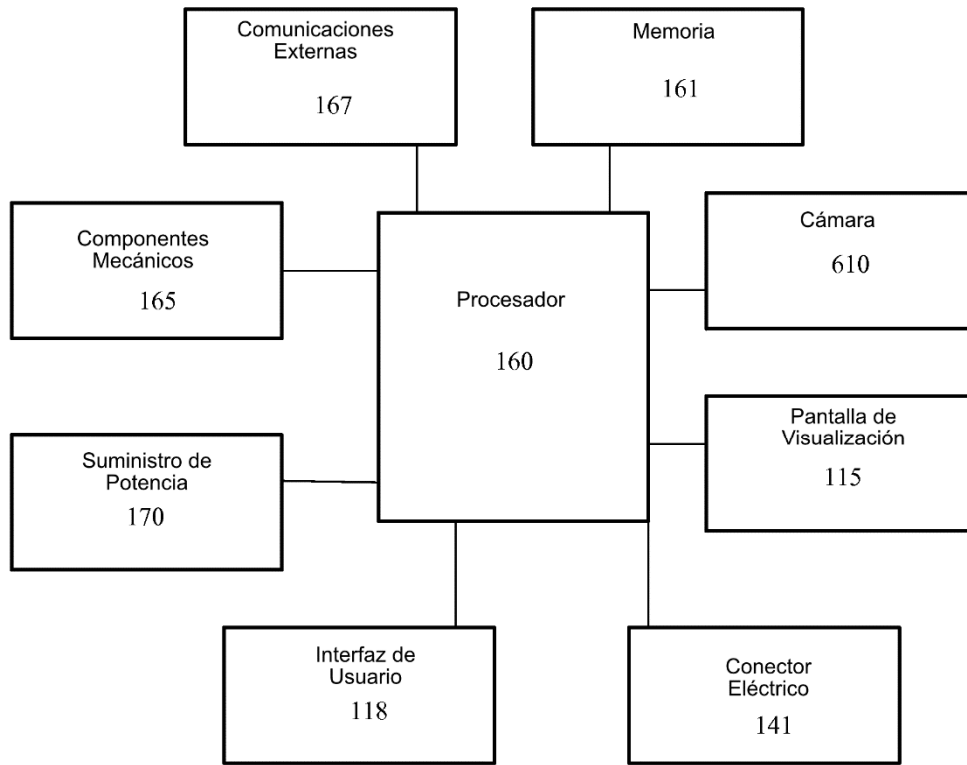 Comunicaciones
Externas
167
Memoria
161
Componentes
Mecánicos
165
Procesador
160
Cámara
610
Suministro de
Potencia
170
Pantalla de
Visualización
115
Interfaz de
Usuario
118
Conector
Eléctrico
141